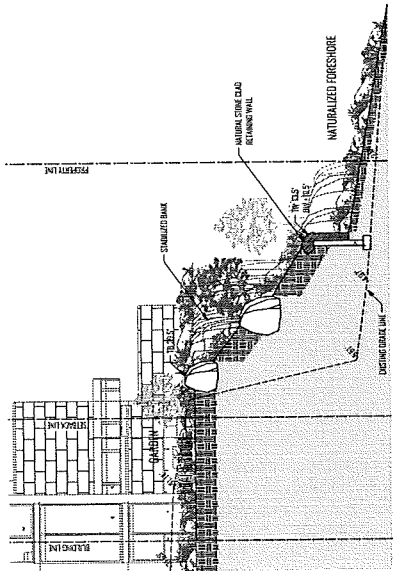 PROPERTY LINE
NATURALIZED FORESHORE
NATURAL STONE CLAD
RETAINING WALL
STABILIZED BANK
SETBACK LINE
GARDEN
BUILDING LINE
EXISTING GRADE LINE